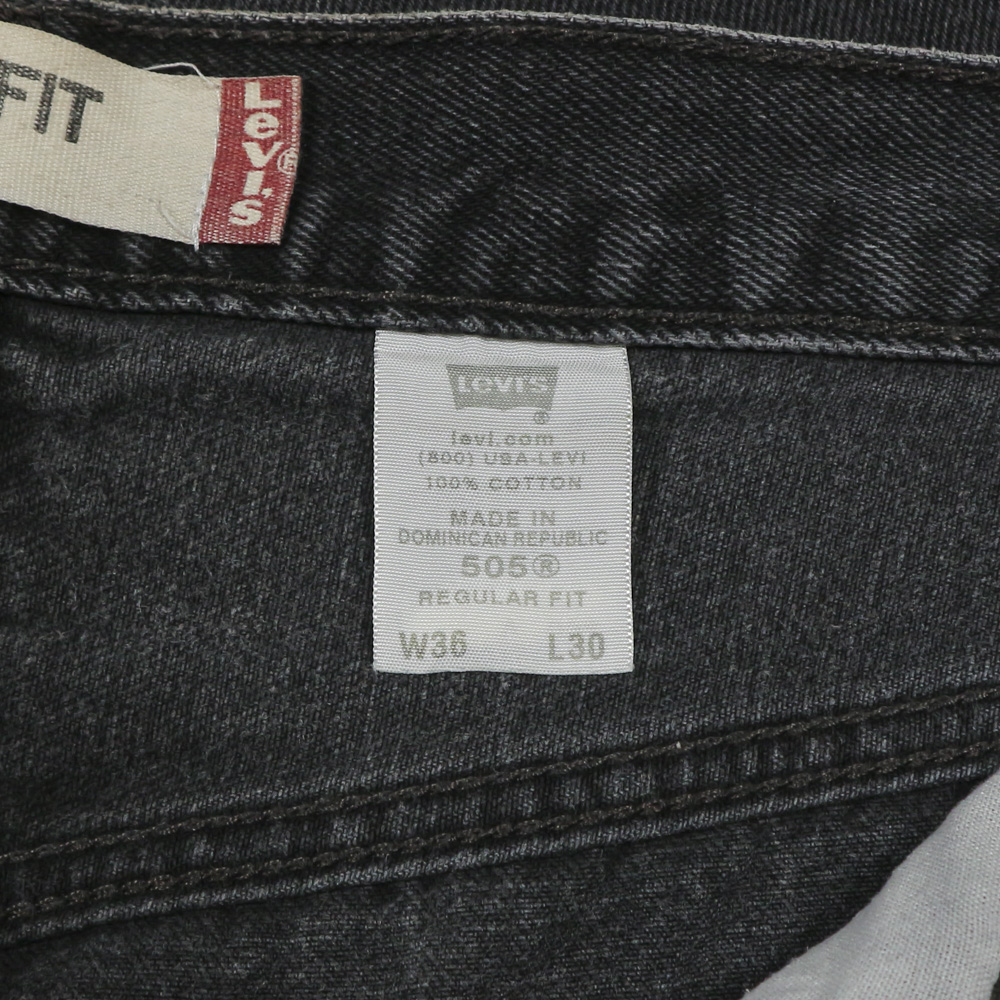 FIT
Levi's®
Levi's
®
levi.com
(800) USA-LEVI
100% COTTON
MADE IN
DOMINICAN REPUBLIC
505®
REGULAR FIT
W36 L30